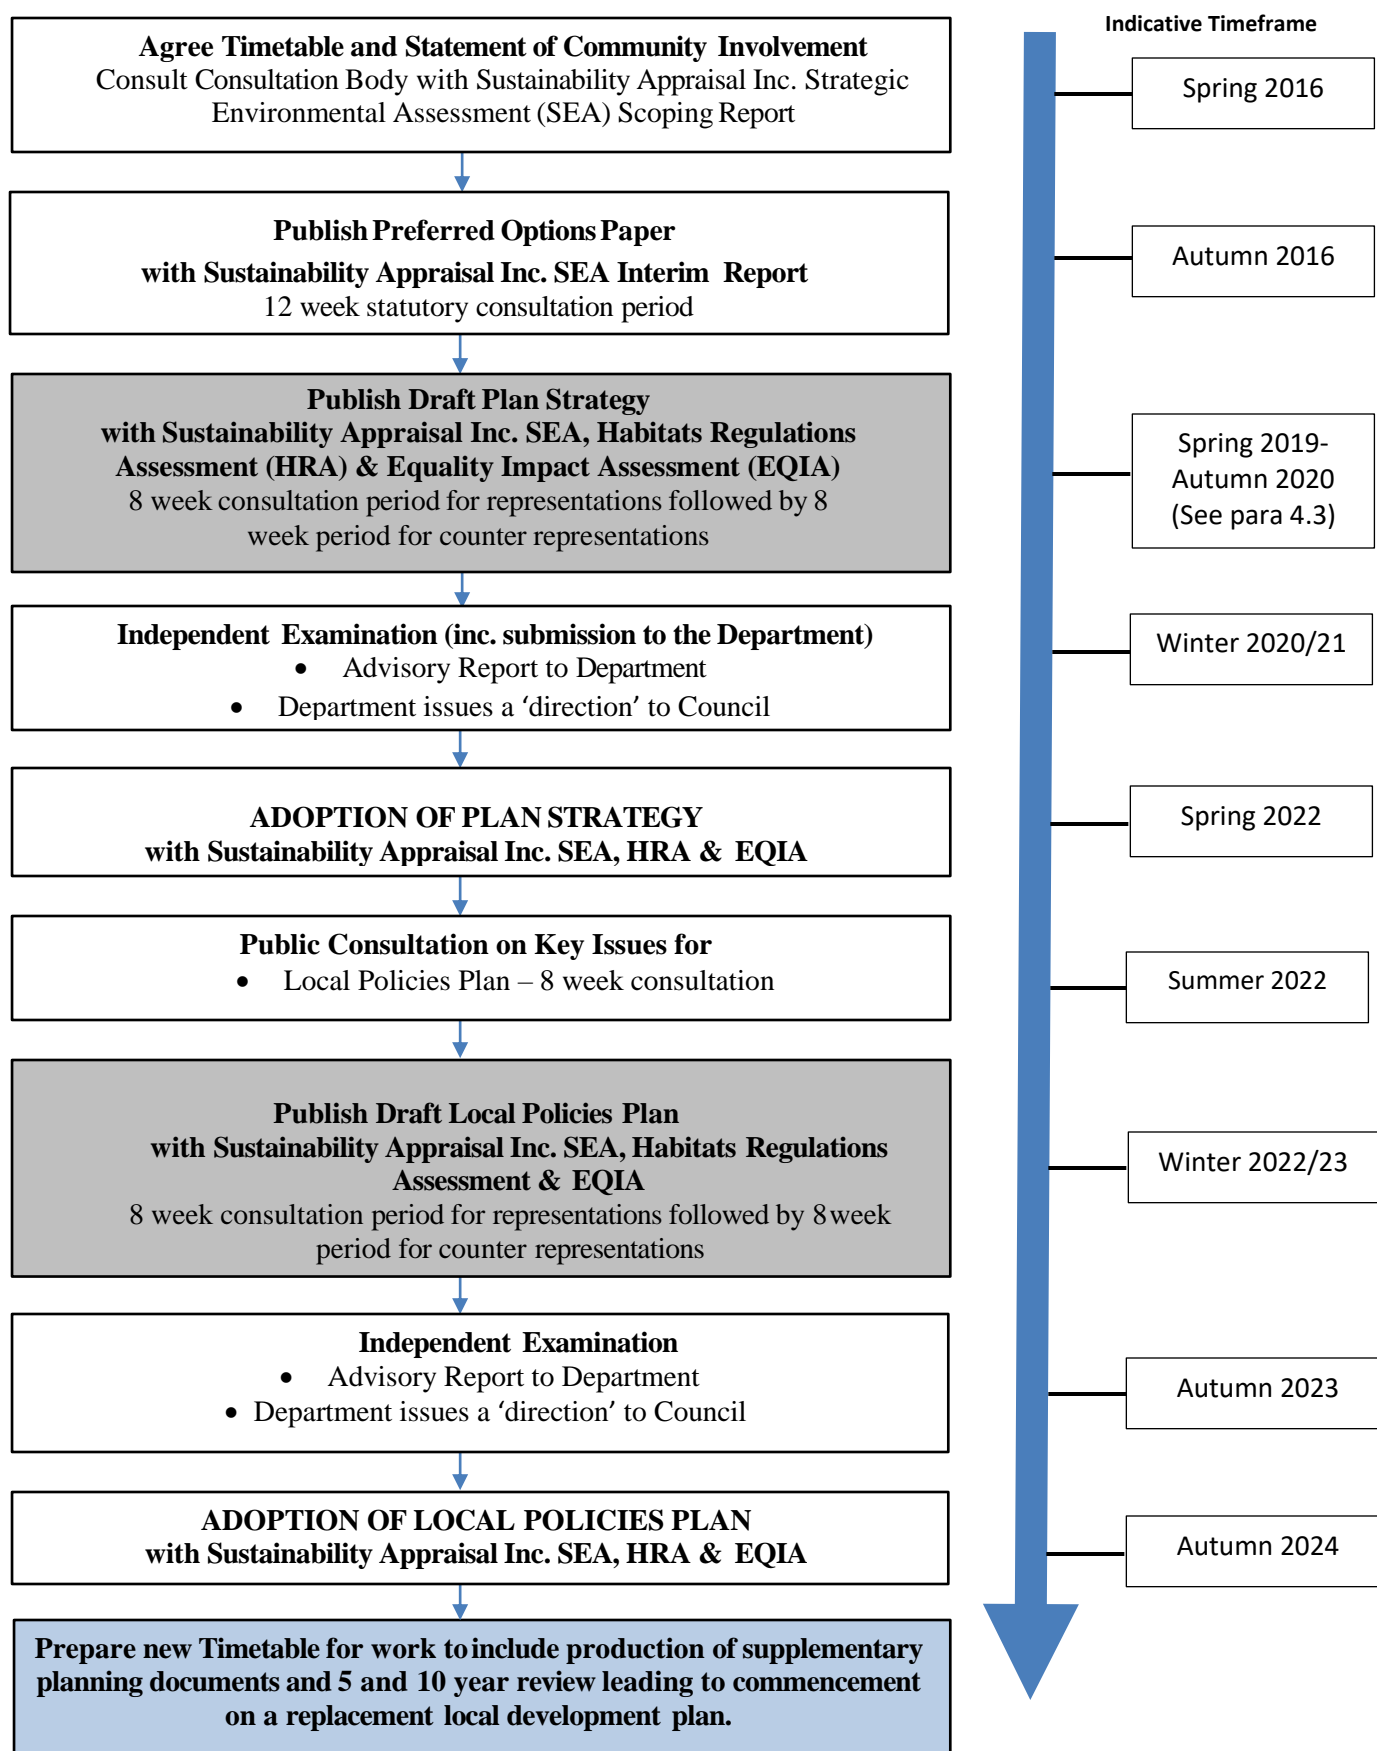 Indicative Timeframe
Agree Timetable and Statement of Community Involvement
Consult Consultation Body with Sustainability Appraisal Inc. Strategic
Environmental Assessment (SEA) Scoping Report
Spring 2016
Publish Preferred Options Paper
with Sustainability Appraisal Inc. SEA Interim Report
12 week statutory consultation period
Autumn 2016
Publish Draft Plan Strategy
with Sustainability Appraisal Inc. SEA, Habitats Regulations
Assessment (HRA) & Equality Impact Assessment (EQIA)
8 week consultation period for representations followed by 8
week period for counter representations
Spring 2019-
Autumn 2020
(See para 4.3)
Independent Examination (inc. submission to the Department)
• Advisory Report to Department
• Department issues a ‘direction’ to Council
Winter 2020/21
ADOPTION OF PLAN STRATEGY
with Sustainability Appraisal Inc. SEA, HRA & EQIA
Spring 2022
Public Consultation on Key Issues for
• Local Policies Plan – 8 week consultation
Summer 2022
Publish Draft Local Policies Plan
with Sustainability Appraisal Inc. SEA, Habitats Regulations
Assessment & EQIA
8 week consultation period for representations followed by 8 week
period for counter representations
Winter 2022/23
Independent Examination
• Advisory Report to Department
• Department issues a ‘direction’ to Council
Autumn 2023
ADOPTION OF LOCAL POLICIES PLAN
with Sustainability Appraisal Inc. SEA, HRA & EQIA
Autumn 2024
Prepare new Timetable for work to include production of supplementary
planning documents and 5 and 10 year review leading to commencement
on a replacement local development plan.